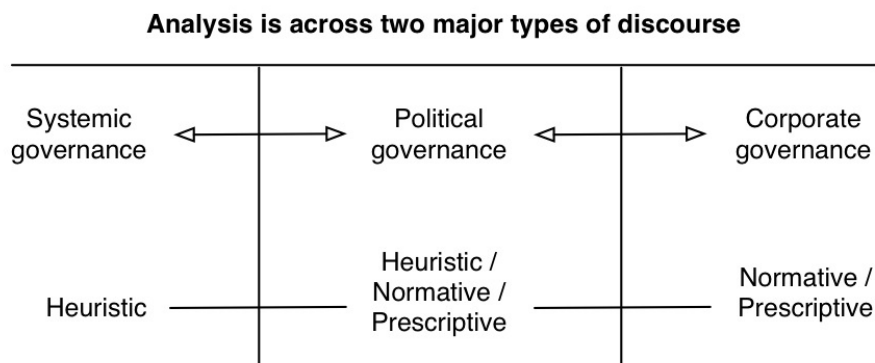 Analysis is across two major types of discourse
Systemic
governance
Political
governance
Corporate
governance
Heuristic
Heuristic /
Normative /
Prescriptive
Normative /
Prescriptive